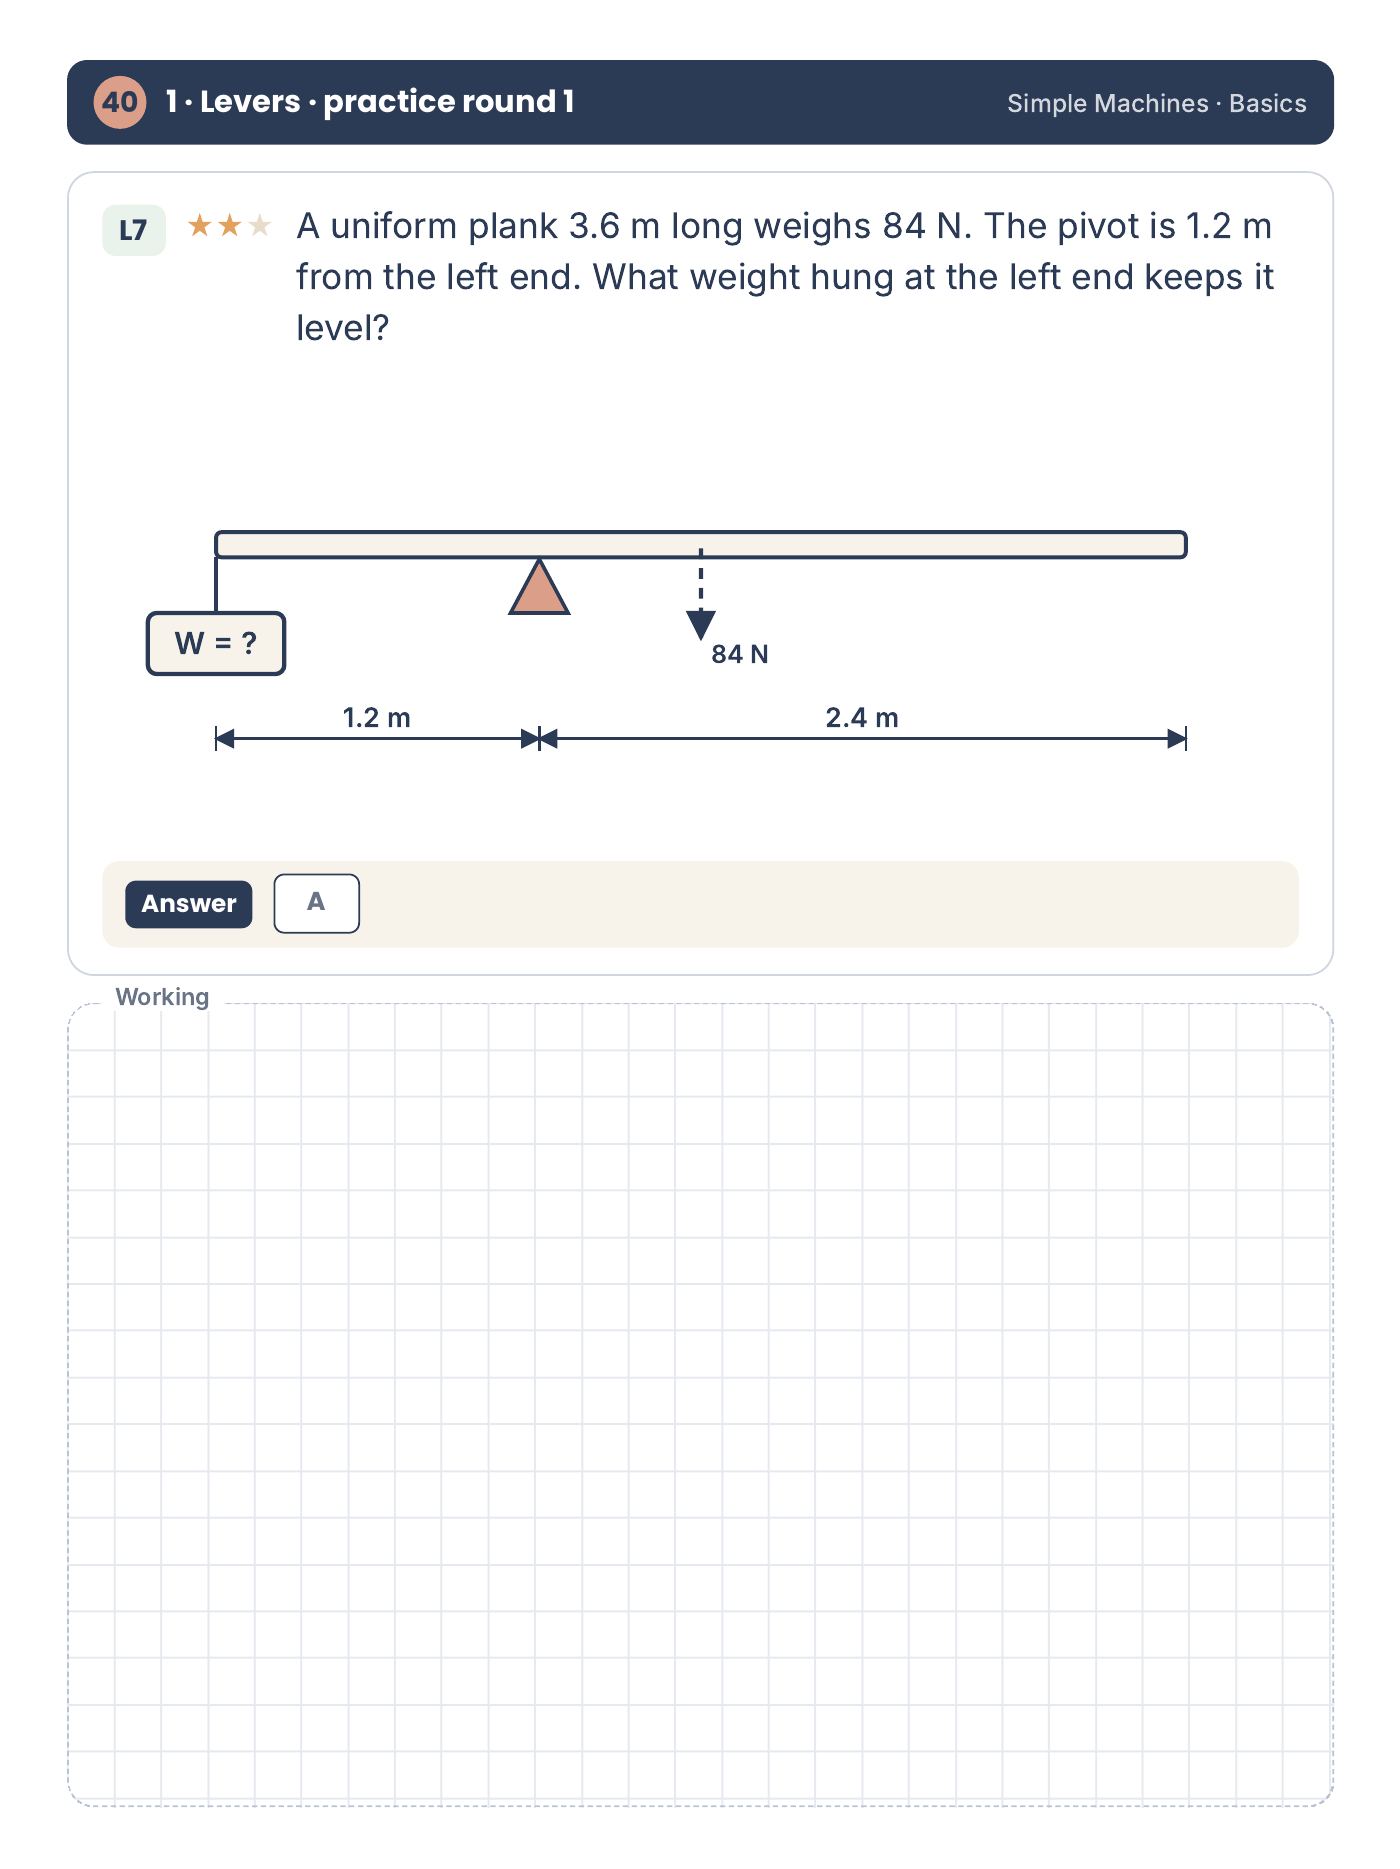 40 1 · Levers · practice round 1 Simple Machines · Basics
L7 ★★★ A uniform plank 3.6 m long weighs 84 N. The pivot is 1.2 m
from the left end. What weight hung at the left end keeps it
level?
W = ?
84 N
1.2 m 2.4 m
Answer A
Working